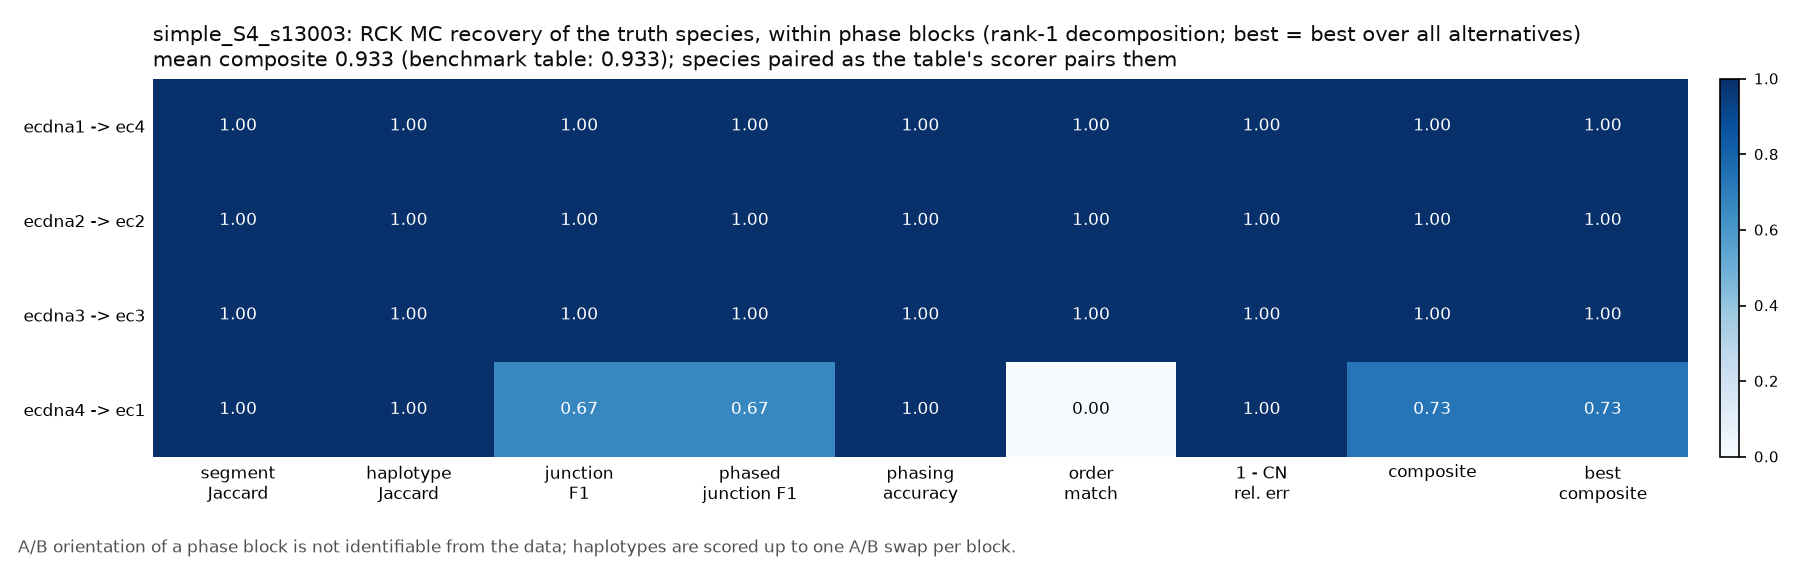 simple_S4_s13003: RCK MC recovery of the truth species, within phase blocks (rank-1 decomposition; best = best over all alternatives)
mean composite 0.933 (benchmark table: 0.933); species paired as the table's scorer pairs them
ecdna1 -> ec4 1.00 1.00 1.00 1.00 1.00 1.00 1.00 1.00 1.00
ecdna2 -> ec2 1.00 1.00 1.00 1.00 1.00 1.00 1.00 1.00 1.00
ecdna3 -> ec3 1.00 1.00 1.00 1.00 1.00 1.00 1.00 1.00 1.00
ecdna4 -> ec1 1.00 1.00 0.67 0.67 1.00 0.00 1.00 0.73 0.73
segment haplotype junction phased phasing order 1 - CN composite best
Jaccard Jaccard F1 junction F1 accuracy match rel. err composite
1.0
0.8
0.6
0.4
0.2
0.0
A/B orientation of a phase block is not identifiable from the data; haplotypes are scored up to one A/B swap per block.